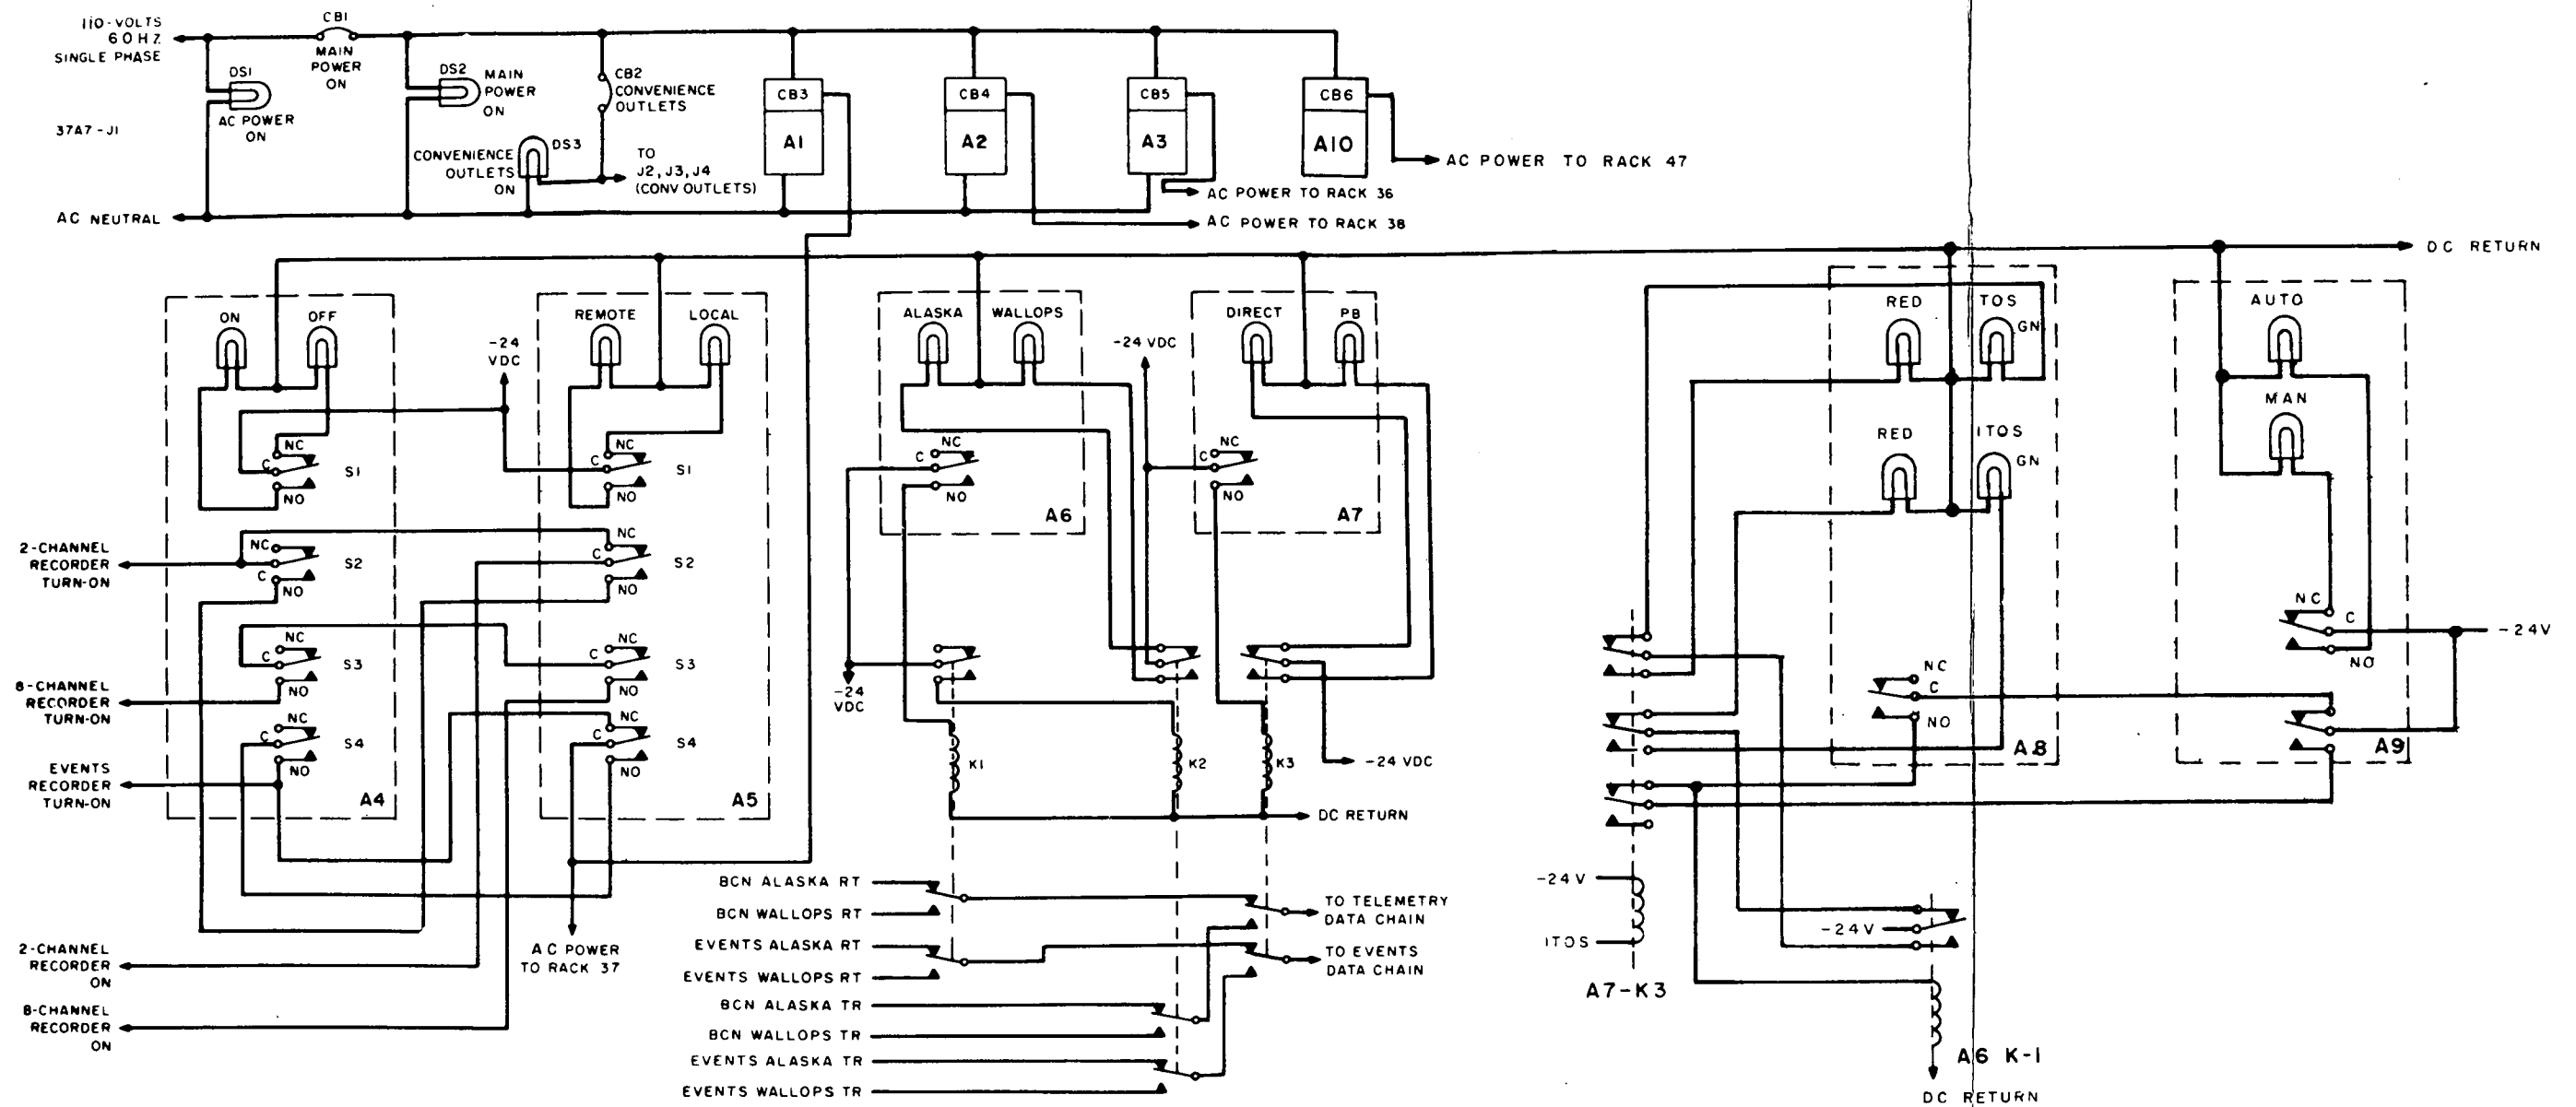 110-VOLTS
60HZ
SINGLE PHASE
CB1
MAIN
POWER
ON
DS1
AC POWER
ON
37A7-J1
AC NEUTRAL
DS2
MAIN
POWER
ON
CB2
CONVENIENCE
OUTLETS
DS3
CONVENIENCE
OUTLETS
ON
TO
J2, J3, J4
(CONV OUTLETS)
CB3
A1
CB4
A2
CB5
A3
CB6
A10
AC POWER TO RACK 47
AC POWER TO RACK 36
AC POWER TO RACK 38
DC RETURN
ON
OFF
NC
C
S1
NO
NC
S2
C
NO
NC
C
S3
NO
NC
C
S4
NO
A4
2-CHANNEL
RECORDER
TURN-ON
8-CHANNEL
RECORDER
TURN-ON
EVENTS
RECORDER
TURN-ON
2-CHANNEL
RECORDER
ON
8-CHANNEL
RECORDER
ON
-24
VDC
REMOTE
LOCAL
NC
C
S1
NO
NC
C
S2
NO
NC
C
S3
NO
NC
C
S4
NO
A5
AC POWER
TO RACK 37
ALASKA
WALLOPS
NC
C
NO
A6
-24
VDC
-24 VDC
DIRECT
PB
NC
C
NO
A7
K1
K2
K3
-24 VDC
DC RETURN
BCN ALASKA RT
BCN WALLOPS RT
EVENTS ALASKA RT
EVENTS WALLOPS RT
BCN ALASKA TR
BCN WALLOPS TR
EVENTS ALASKA TR
EVENTS WALLOPS TR
TO TELEMETRY
DATA CHAIN
TO EVENTS
DATA CHAIN
RED
TOS
GN
RED
ITOS
GN
NC
C
NO
A8
AUTO
MAN
NC
C
NO
-24V
A9
-24V
ITOS
A7-K3
-24V
A6 K-1
DC RETURN